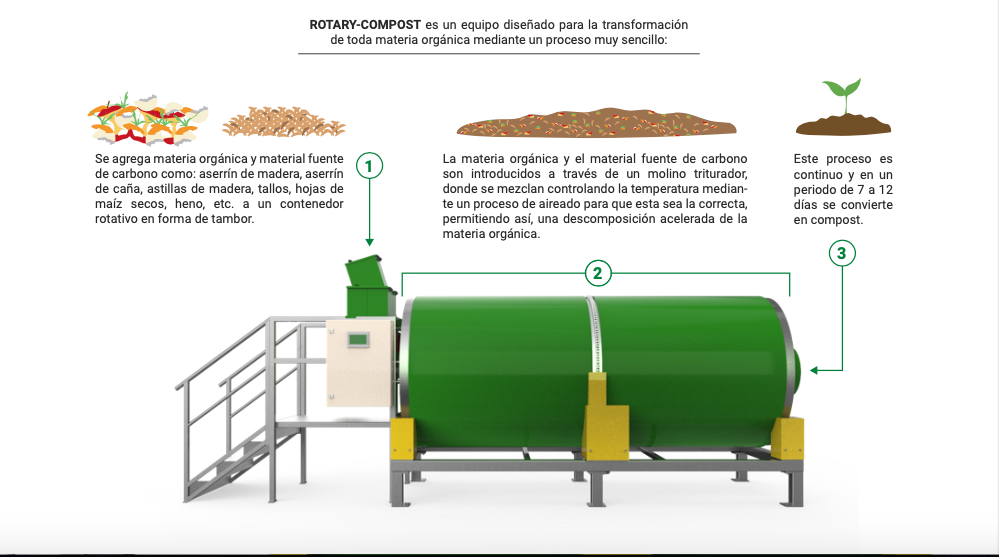 ROTARY-COMPOST es un equipo diseñado para la transformación
de toda materia orgánica mediante un proceso muy sencillo:
Se agrega materia orgánica y material fuente
de carbono como: aserrín de madera, aserrín
de caña, astillas de madera, tallos, hojas de
maíz secos, heno, etc. a un contenedor
rotativo en forma de tambor.
1
La materia orgánica y el material fuente de carbono
son introducidos a través de un molino triturador,
donde se mezclan controlando la temperatura median-
te un proceso de aireado para que esta sea la correcta,
permitiendo así, una descomposición acelerada de la
materia orgánica.
2
Este proceso es
continuo y en un
periodo de 7 a 12
días se convierte
en compost.
3